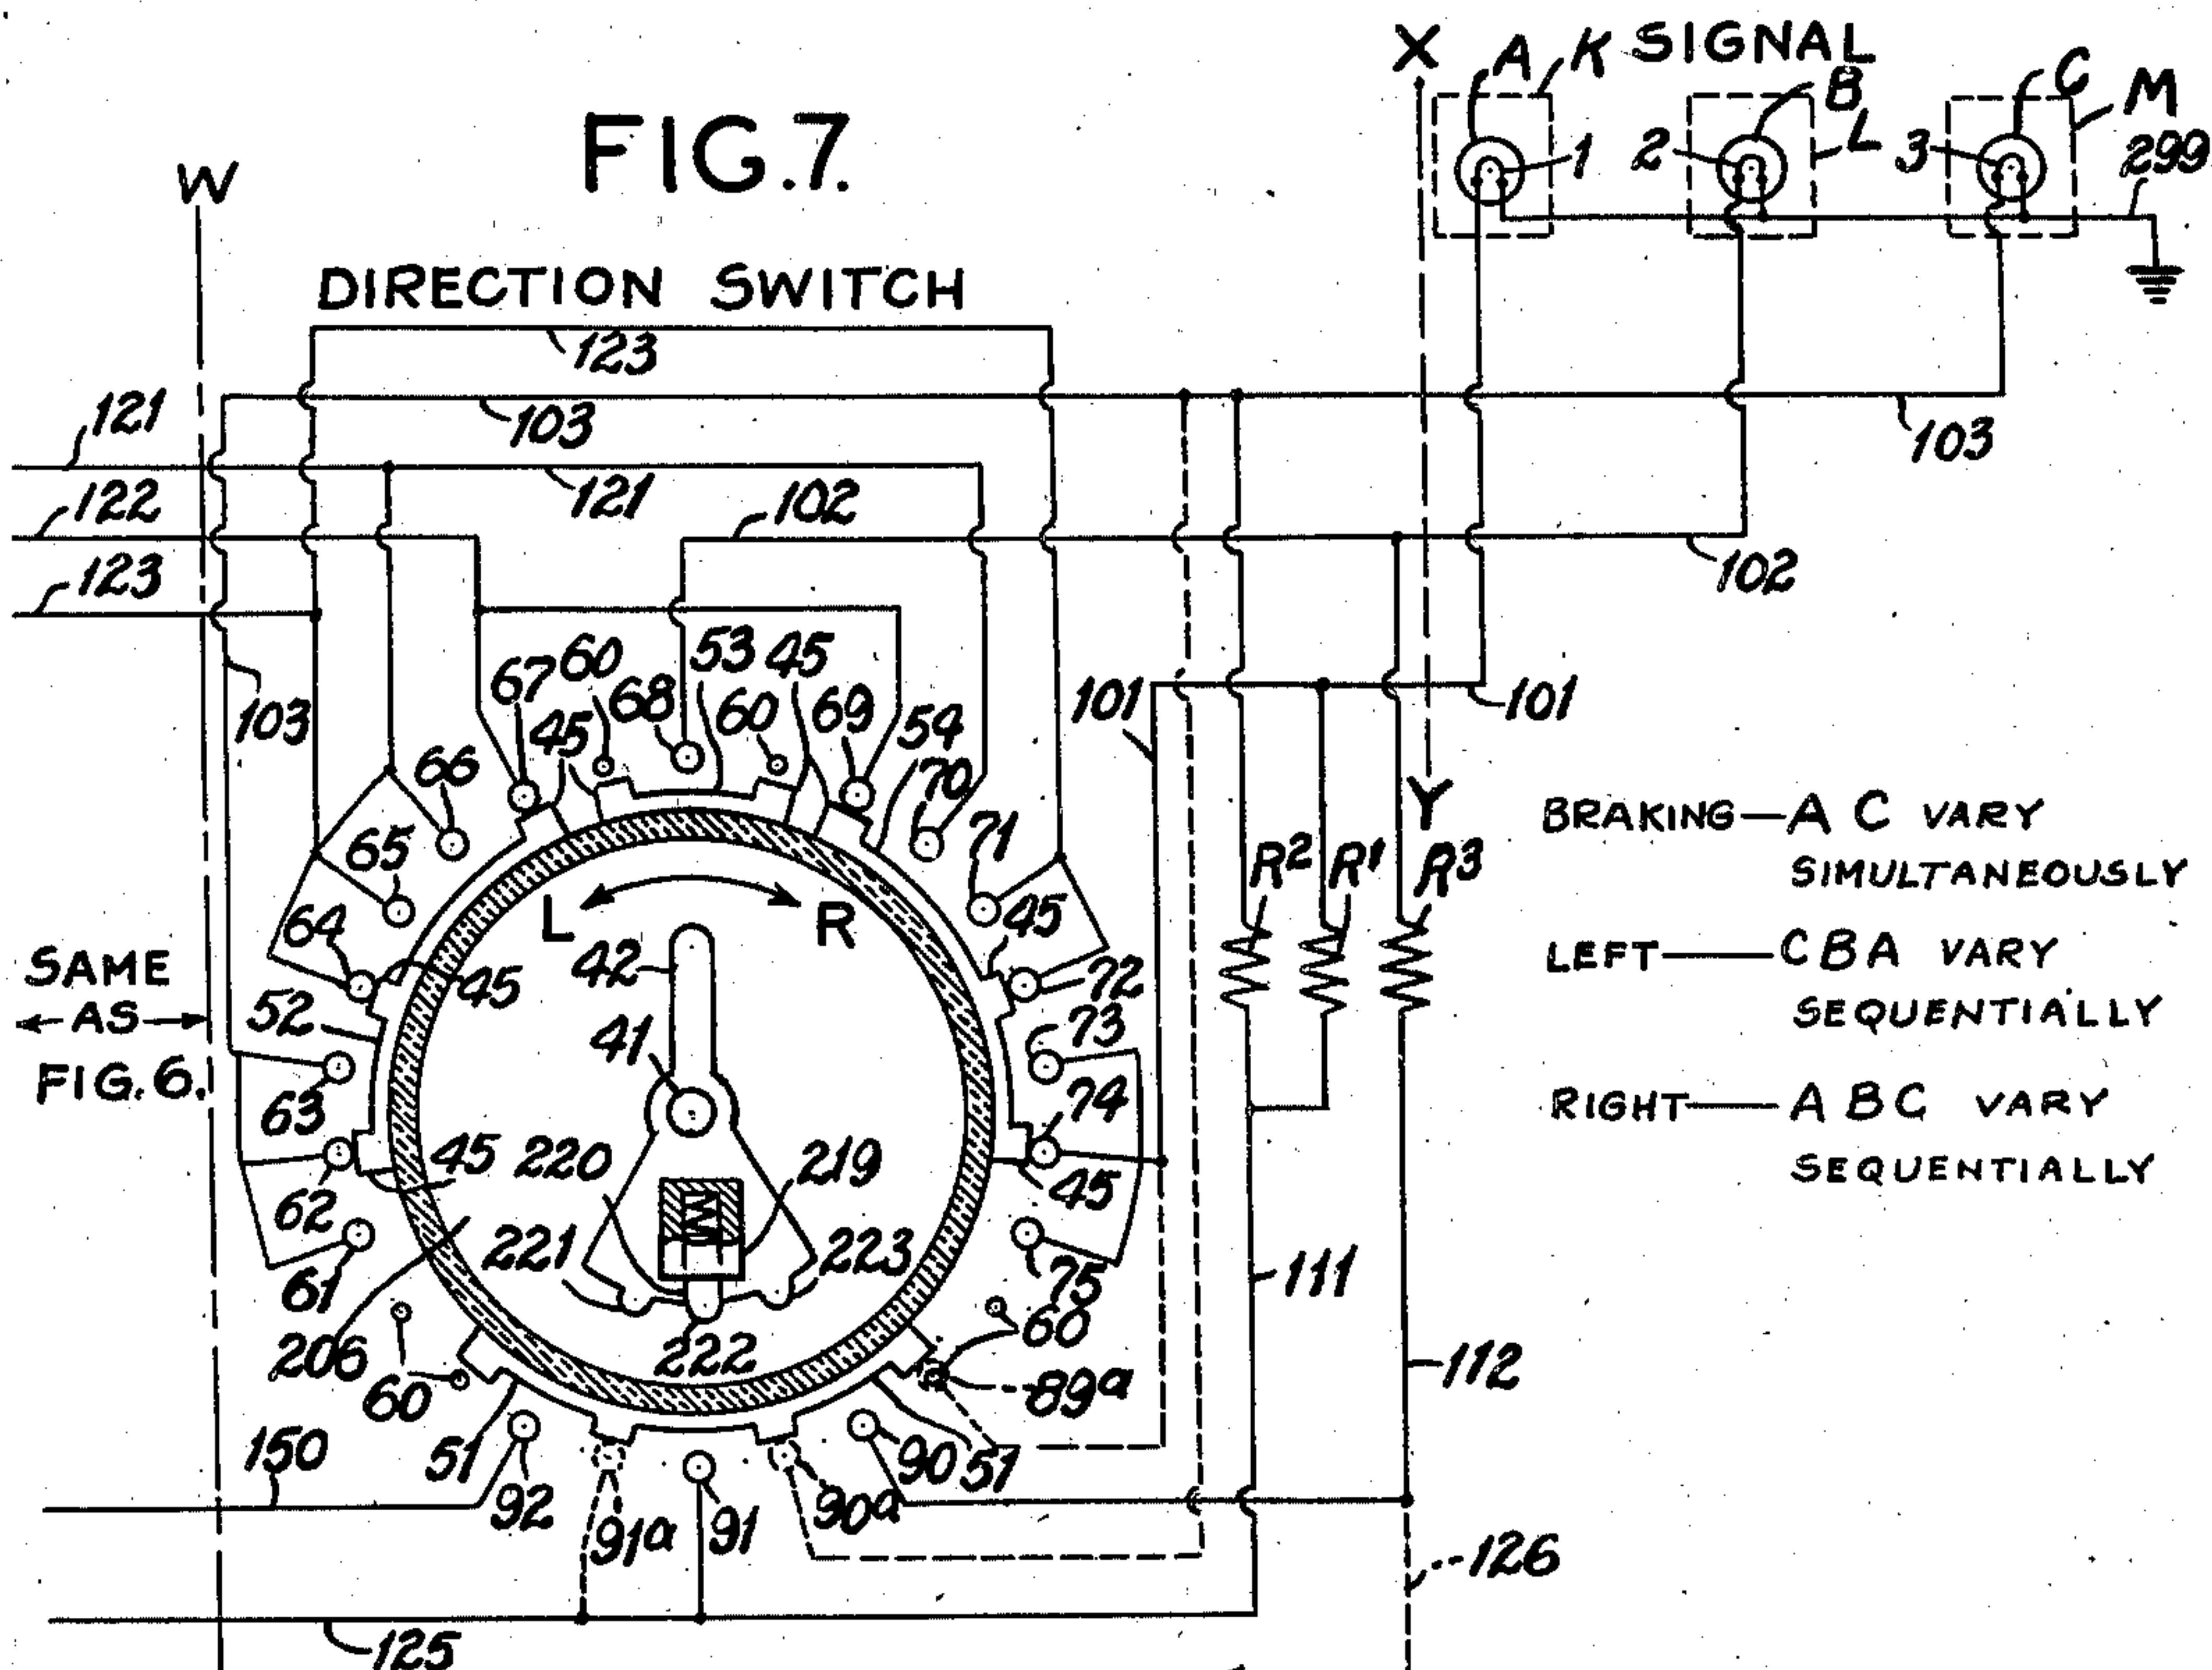 X A K SIGNAL B C M
FIG.7.
W
1 2 L 3 299
DIRECTION SWITCH
123
121
103
103
122
121
102
123
102
67 60 68 53 45
103
45 60 69 54
101
101
66
70
65
71
Y
R² R¹ R³
BRAKING—A C VARY
SIMULTANEOUSLY
L R
64
45
42
45
72
LEFT——CBA VARY
SEQUENTIALLY
SAME
AS
FIG.6.
52
41
73
63
74
RIGHT——ABC VARY
SEQUENTIALLY
45 220 219
62
45
221 223
61
75
111
206
60
222
60
89a
112
150
51
92
91a
91
90a
90 51
126
125